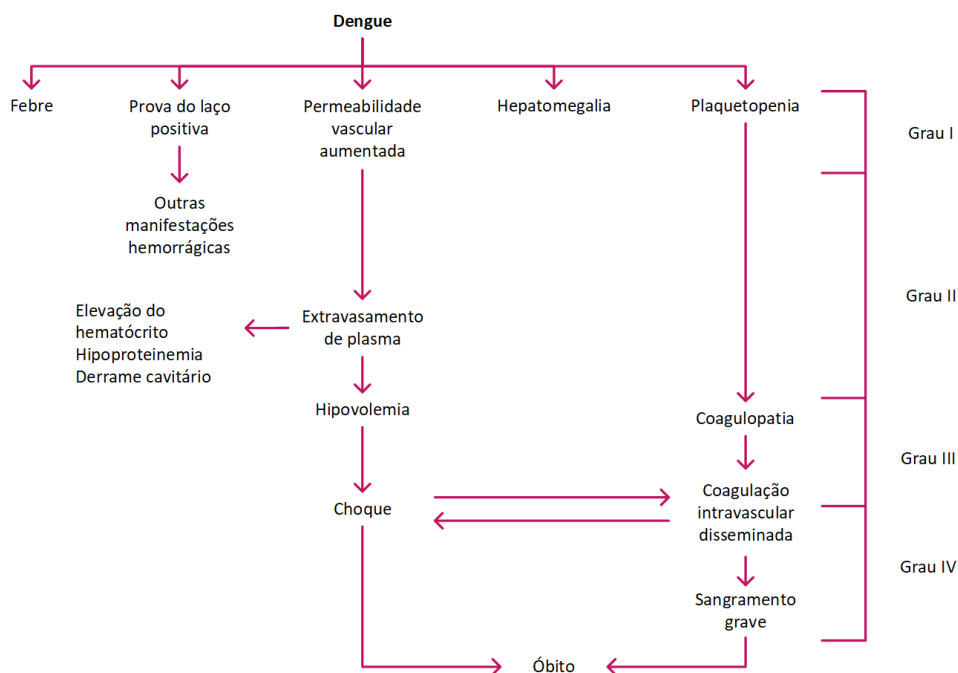 Dengue
Febre
Prova do laço
positiva
Permeabilidade
vascular
aumentada
Hepatomegalia
Plaquetopenia
Grau I
Outras
manifestações
hemorrágicas
Grau II
Elevação do
hematócrito
Hipoproteinemia
Derrame cavitário
Extravasamento
de plasma
Hipovolemia
Coagulopatia
Grau III
Choque
Coagulação
intravascular
disseminada
Grau IV
Sangramento
grave
Óbito